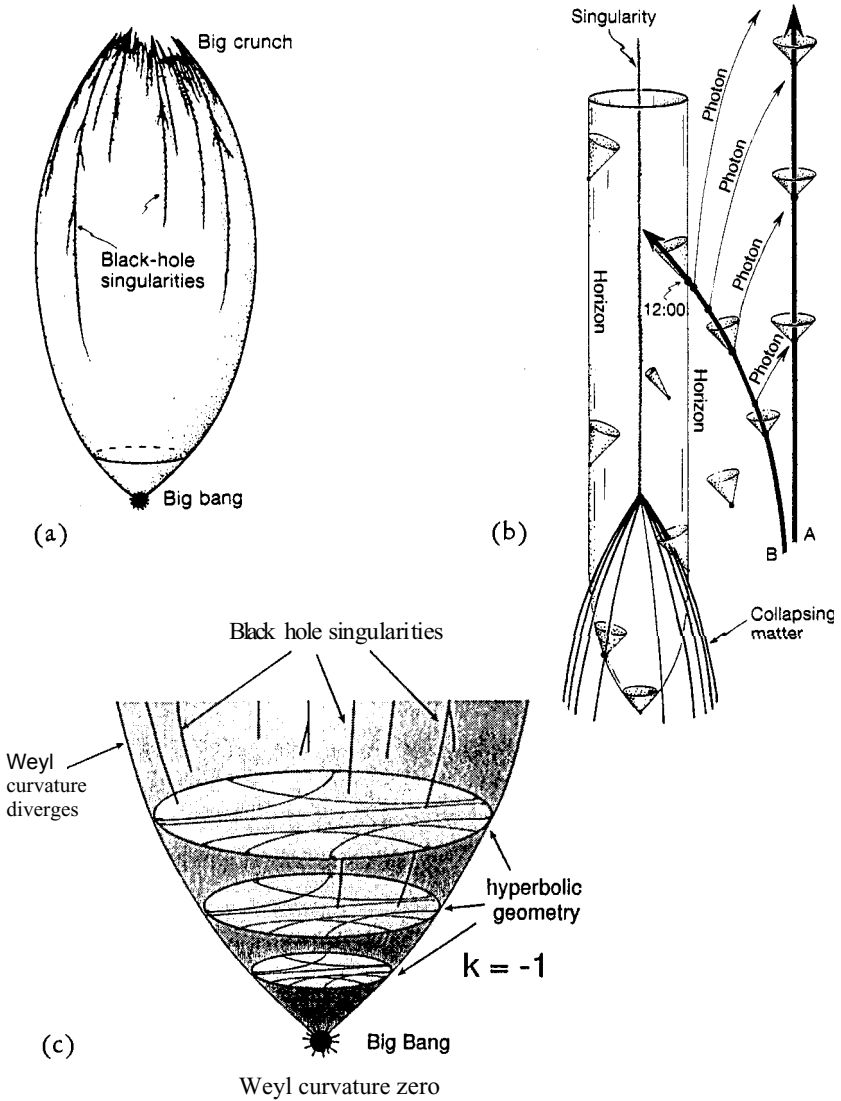 Big crunch
Black-hole
singularities
Big bang
(a)
Singularity
Photon
Photon
Photon
Photon
Horizon
12:00
Horizon
B
A
(b)
Collapsing
matter
Black hole singularities
Weyl
curvature
diverges
hyperbolic
geometry
k = -1
(c)
Big Bang
Weyl curvature zero